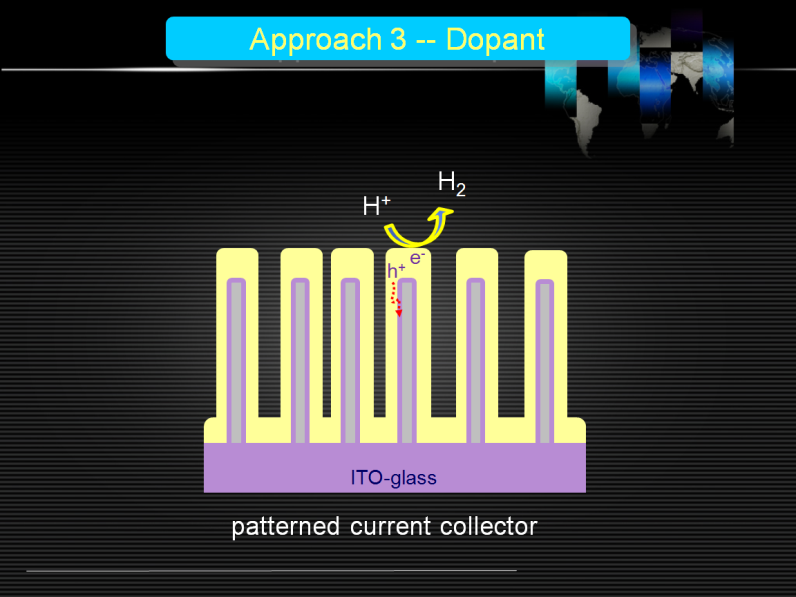 Approach 3 -- Dopant
H₂
H⁺
e⁻
h⁺
ITO-glass
patterned current collector